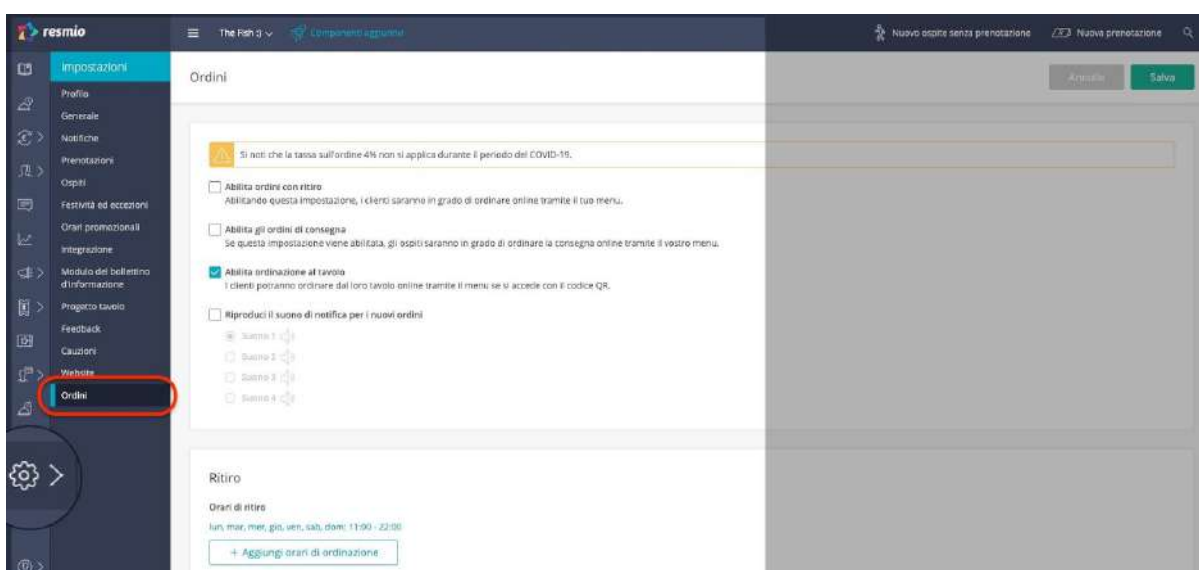 resmio
The Fish :)
Componenti aggiuntivi
Nuovo ospite senza prenotazione
Nuova prenotazione
Impostazioni
Profilo
Generale
Notifiche
Prenotazioni
Ospiti
Festività ed eccezioni
Orari promozionali
Integrazione
Modulo del bollettino
d'informazione
Progetto tavolo
Feedback
Cauzioni
Website
Ordini
Ordini
Annulla
Salva
Si noti che la tassa sull'ordine 4% non si applica durante il periodo del COVID-19.
Abilita ordini con ritiro
Abilitando questa impostazione, i clienti saranno in grado di ordinare online tramite il tuo menu.
Abilita gli ordini di consegna
Se questa impostazione viene abilitata, gli ospiti saranno in grado di ordinare la consegna online tramite il vostro menu.
Abilita ordinazione al tavolo
I clienti potranno ordinare dal loro tavolo online tramite il menu se si accede con il codice QR.
Riproduci il suono di notifica per i nuovi ordini
Suono 1
Suono 2
Suono 3
Suono 4
Ritiro
Orari di ritiro
lun, mar, mer, gio, ven, sab, dom: 11:00 - 22:00
+ Aggiungi orari di ordinazione